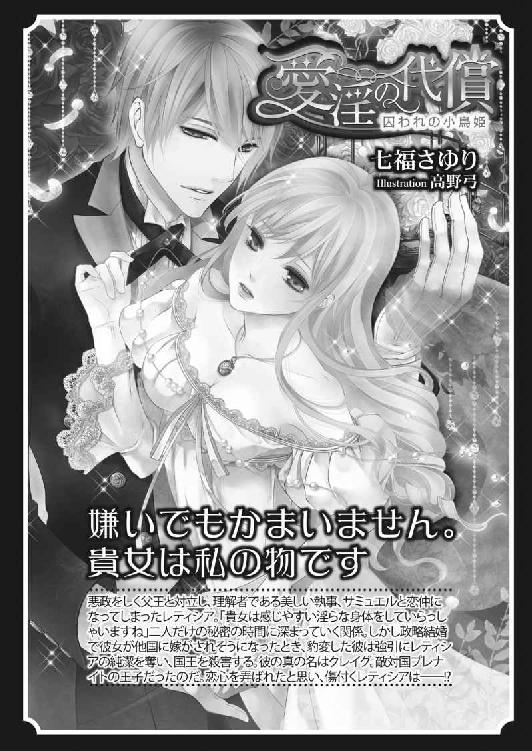 愛淫の代償
囚われの小鳥姫
七福さゆり
Illustration 高野弓
嫌いでもかまいません。
貴女は私の物です
悪政をしく父王と対立し、理解者である美しい執事、サミュエルと恋仲に
なってしまったレティシア。「貴女は感じやすい淫らな身体をしていらっし
ゃいますね」二人だけの秘密の時間に深まっていく関係。しかし政略結婚
で彼女が他国に嫁がされそうになったとき、豹変した彼は強引にレティシ
アの純潔を奪い、国王を殺害する。彼の真の名はクレイグ。敵対国プレナ
イトの王子だったのだ。恋心を弄ばれたと思い、傷付くレティシアは――!?